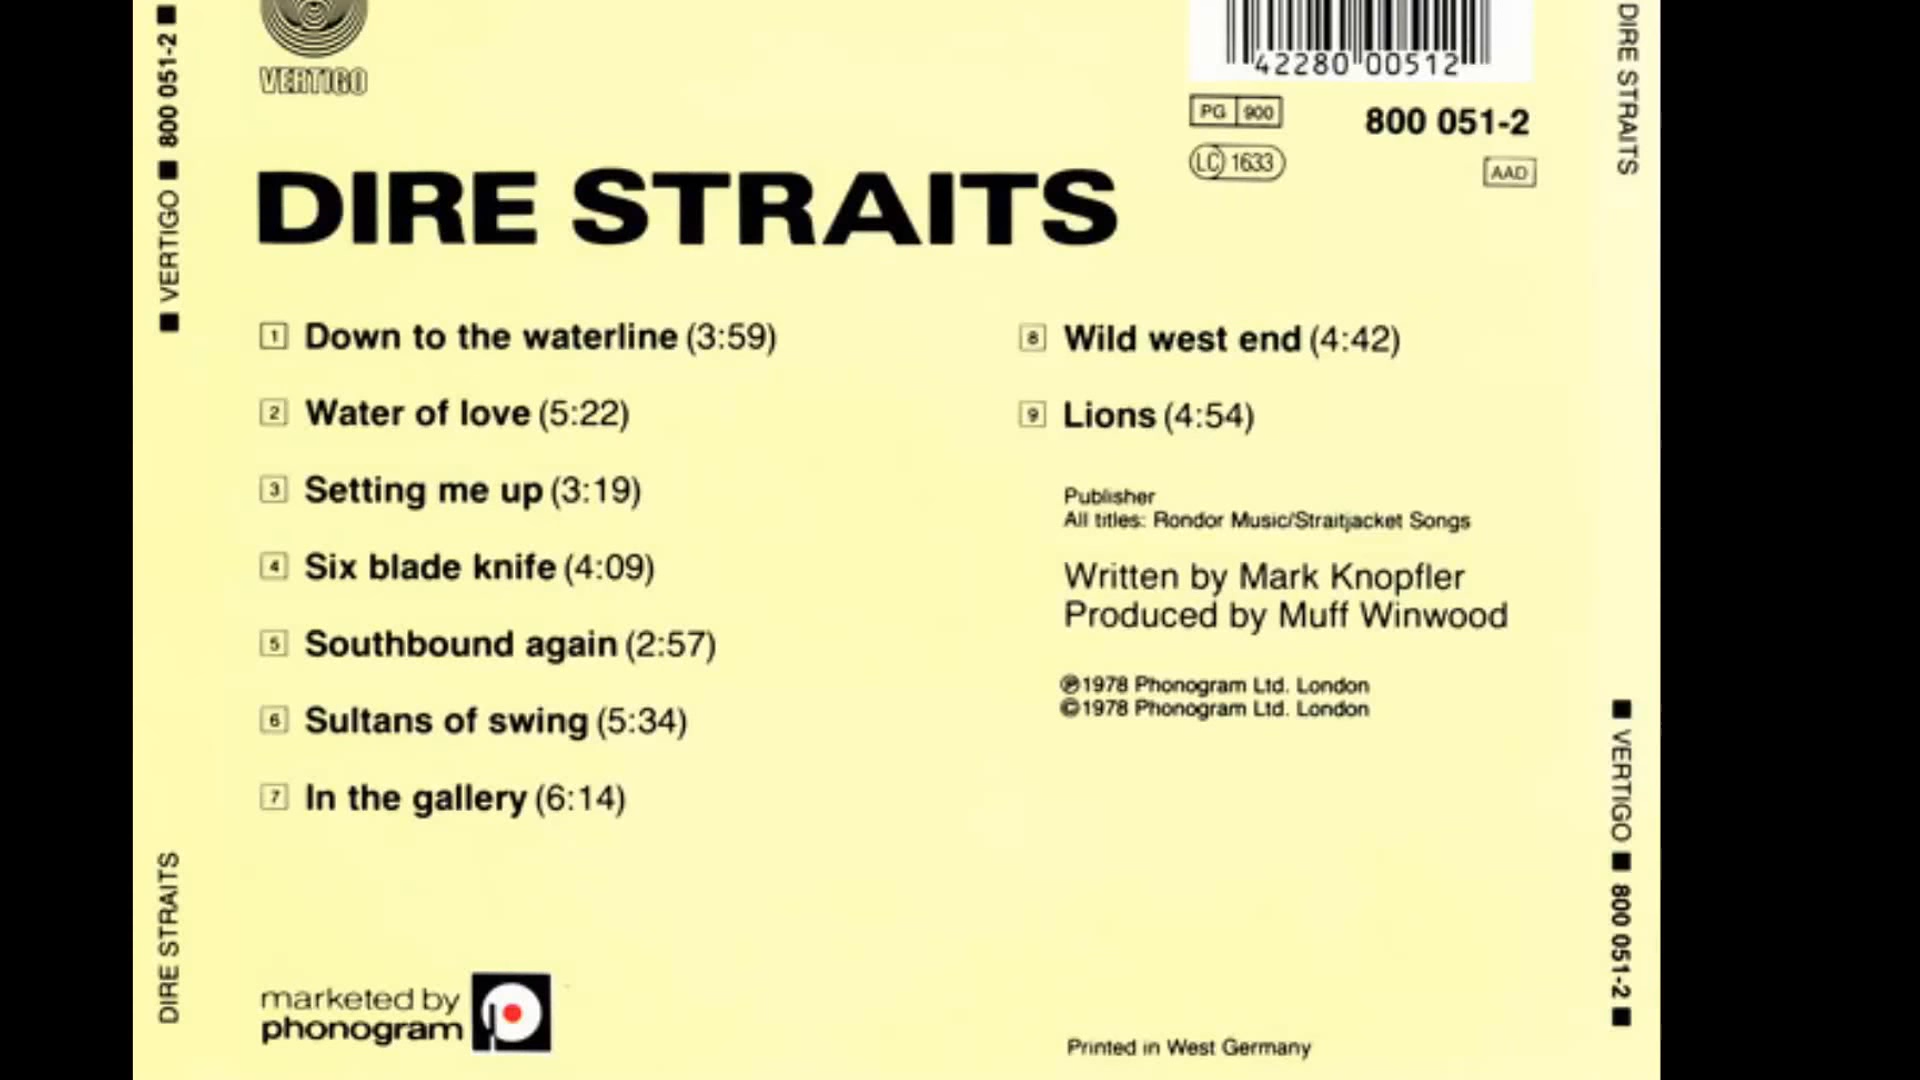 ■ VERTIGO ■ 800 051-2 ■
DIRE STRAITS
VERTIGO
42280 00512
PG 900
800 051-2
LC 1633
AAD
DIRE STRAITS
1 Down to the waterline (3:59)
2 Water of love (5:22)
3 Setting me up (3:19)
4 Six blade knife (4:09)
5 Southbound again (2:57)
6 Sultans of swing (5:34)
7 In the gallery (6:14)
8 Wild west end (4:42)
9 Lions (4:54)
Publisher
All titles: Rondor Music/Straitjacket Songs
Written by Mark Knopfler
Produced by Muff Winwood
℗1978 Phonogram Ltd. London
©1978 Phonogram Ltd. London
marketed by
phonogram
Printed in West Germany
DIRE STRAITS
■ VERTIGO ■ 800 051-2 ■